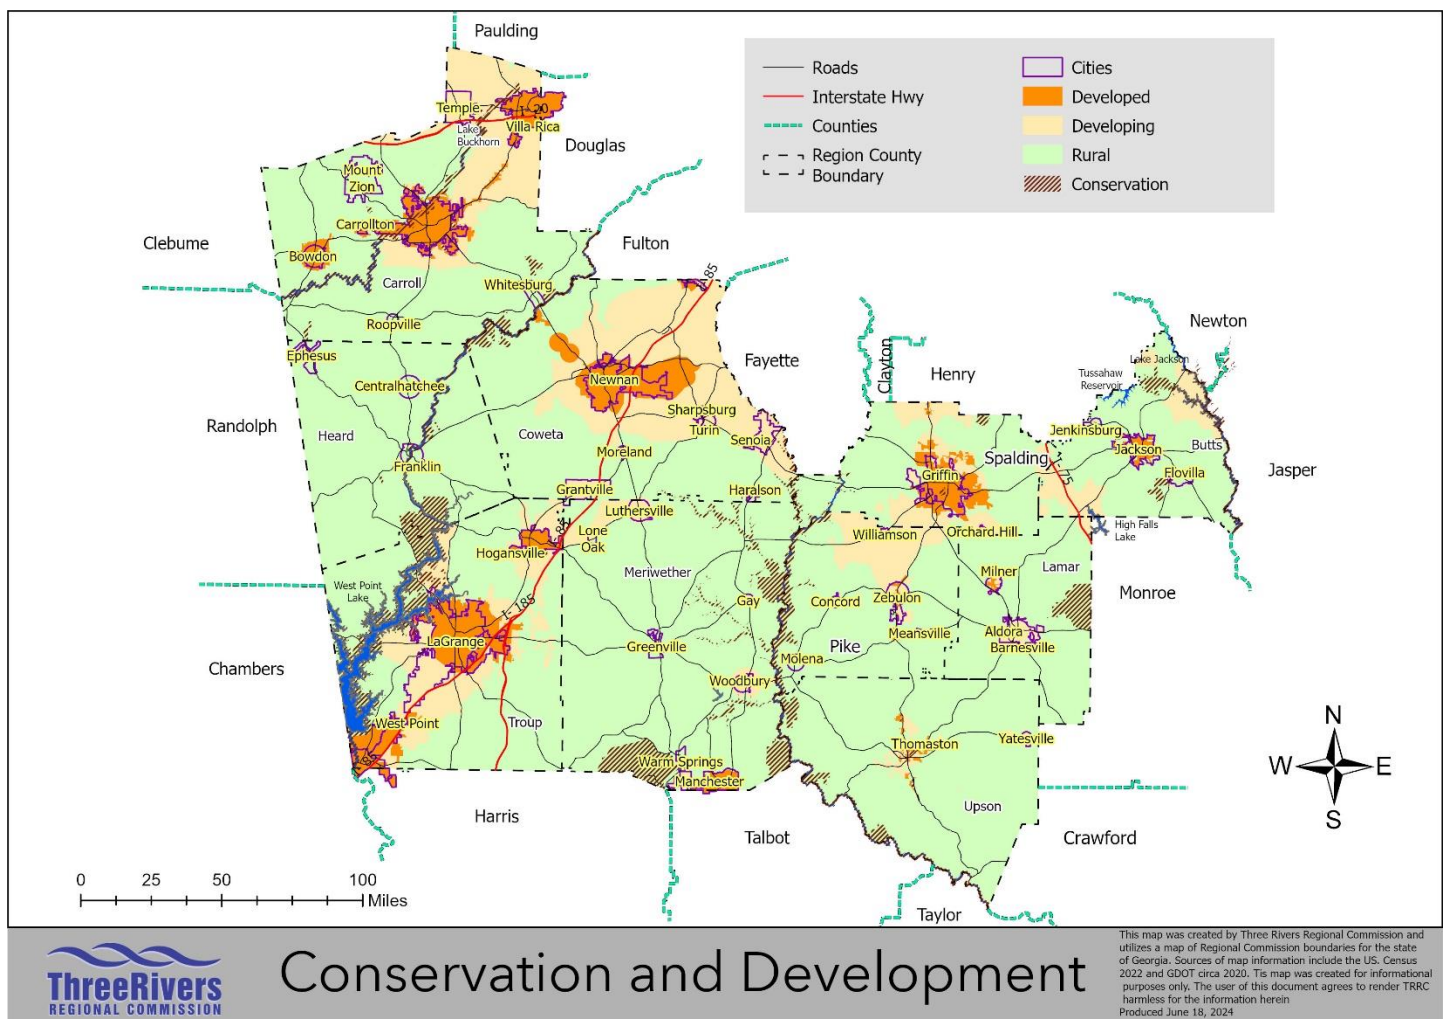 Paulding
Roads
Interstate Hwy
Counties
Region County
Boundary
Cities
Developed
Developing
Rural
Conservation
Temple
I- 20
Villa Rica
Lake
Buckhorn
Douglas
Mount
Zion
Carrollton
Clebume
Bowdon
Fulton
Carroll
Whitesburg
-85
Roopville
Newton
Ephesus
Fayette
Clayton
Henry
Lake Jackson
Tussahaw
Reservoir
Centralhatchee
Newnan
Randolph
Heard
Coweta
Sharpsburg
Turin
Senoia
Jenkinsburg
Butts
Jackson
Moreland
Franklin
Spalding
I-75
Griffin
Flovilla
Jasper
Grantville
Haralson
Luthersville
I-85
Lone
Oak
Hogansville
Williamson
Orchard Hill
High Falls
Lake
West Point
Lake
Meriwether
Milner
Lamar
Monroe
I- 185
Gay
Concord
Zebulon
LaGrange
Meansville
Aldora
Barnesville
Greenville
Pike
Chambers
Molena
Woodbury
West Point
Troup
Thomaston
Yatesville
I-85
Warm Springs
Manchester
Upson
Harris
Talbot
Crawford
Taylor
N
W
E
S
0 25 50 100
Miles
ThreeRivers
REGIONAL COMMISSION
Conservation and Development
This map was created by Three Rivers Regional Commission and
utilizes a map of Regional Commission boundaries for the state
of Georgia. Sources of map information include the US. Census
2022 and GDOT circa 2020. Tis map was created for informational
purposes only. The user of this document agrees to render TRRC
harmless for the information herein
Produced June 18, 2024